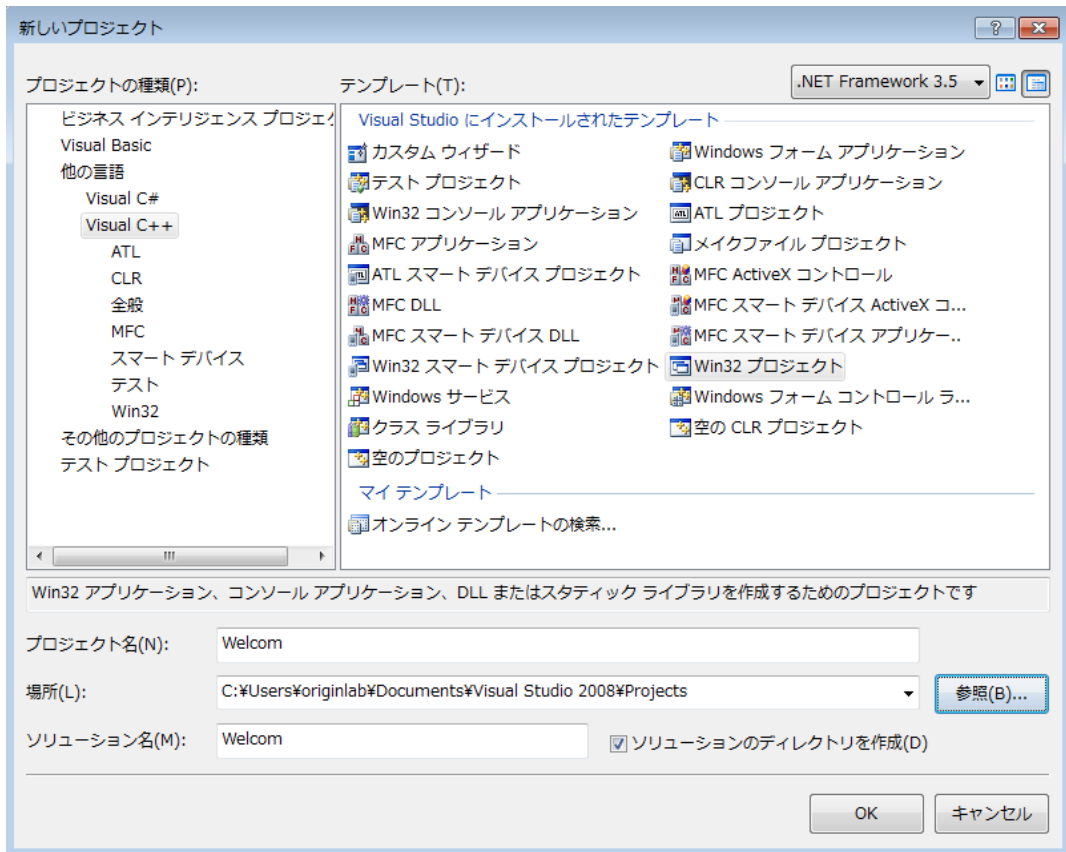 新しいプロジェクト
プロジェクトの種類(P):
テンプレート(T):
.NET Framework 3.5
ビジネス インテリジェンス プロジェク
Visual Basic
他の言語
Visual C#
Visual C++
ATL
CLR
全般
MFC
スマート デバイス
テスト
Win32
その他のプロジェクトの種類
テスト プロジェクト
Visual Studio にインストールされたテンプレート
カスタム ウィザード
Windows フォーム アプリケーション
テスト プロジェクト
CLR コンソール アプリケーション
Win32 コンソール アプリケーション
ATL プロジェクト
MFC アプリケーション
メイクファイル プロジェクト
ATL スマート デバイス プロジェクト
MFC ActiveX コントロール
MFC DLL
MFC スマート デバイス ActiveX コ...
MFC スマート デバイス DLL
MFC スマート デバイス アプリケー..
Win32 スマート デバイス プロジェクト
Win32 プロジェクト
Windows サービス
Windows フォーム コントロール ラ...
クラス ライブラリ
空の CLR プロジェクト
空のプロジェクト
マイ テンプレート
オンライン テンプレートの検索...
Win32 アプリケーション、コンソール アプリケーション、DLL またはスタティック ライブラリを作成するためのプロジェクトです
プロジェクト名(N):
Welcom
場所(L):
C:¥Users¥originlab¥Documents¥Visual Studio 2008¥Projects
参照(B)...
ソリューション名(M):
Welcom
ソリューションのディレクトリを作成(D)
OK
キャンセル